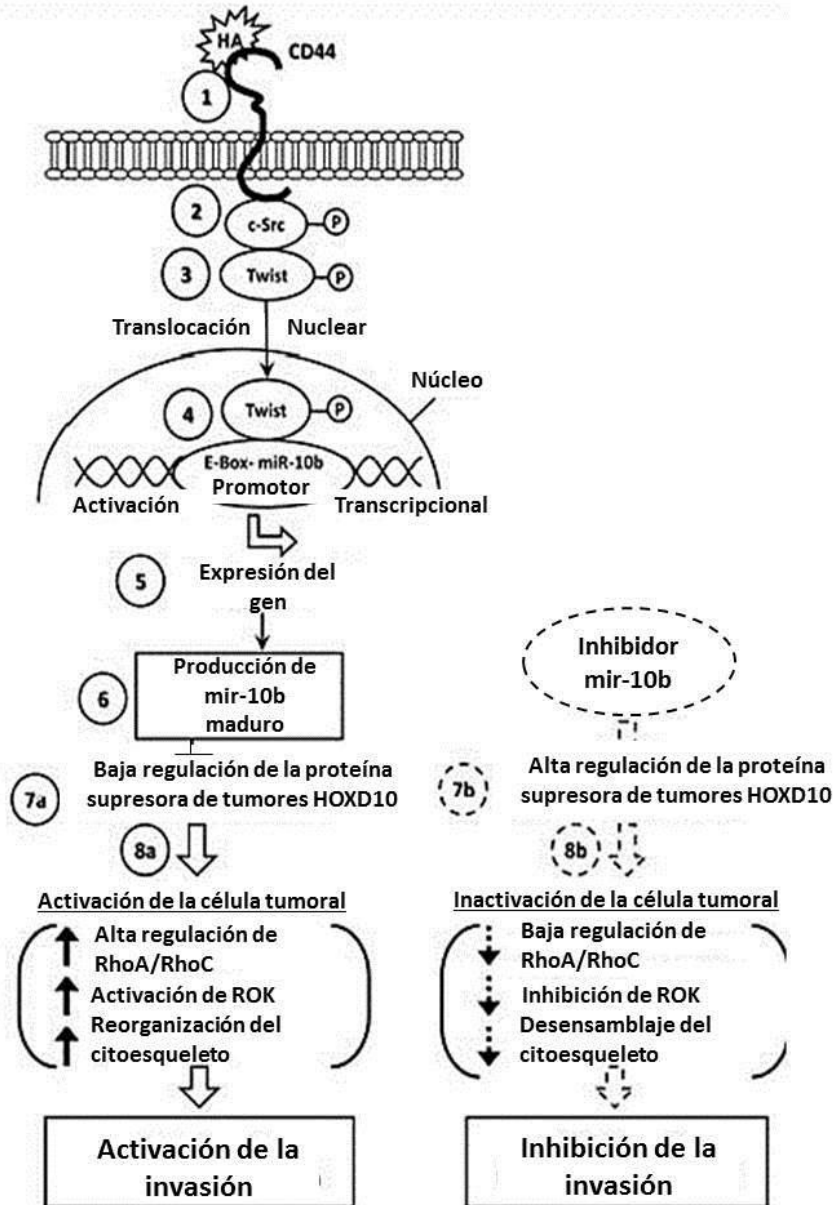 HA
CD44
1
2
c-Src
P
3
Twist
P
Translocación Nuclear
Núcleo
4
Twist
P
E-Box- miR-10b
Promotor
Activación Transcripcional
5
Expresión del
gen
6
Producción de
mir-10b
maduro
7a
Baja regulación de la proteína
supresora de tumores HOXD10
8a
Activación de la célula tumoral
Alta regulación de
RhoA/RhoC
Activación de ROK
Reorganización del
citoesqueleto
Activación de la
invasión
Inhibidor
mir-10b
7b
Alta regulación de la proteína
supresora de tumores HOXD10
8b
Inactivación de la célula tumoral
Baja regulación de
RhoA/RhoC
Inhibición de ROK
Desensamblaje del
citoesqueleto
Inhibición de la
invasión